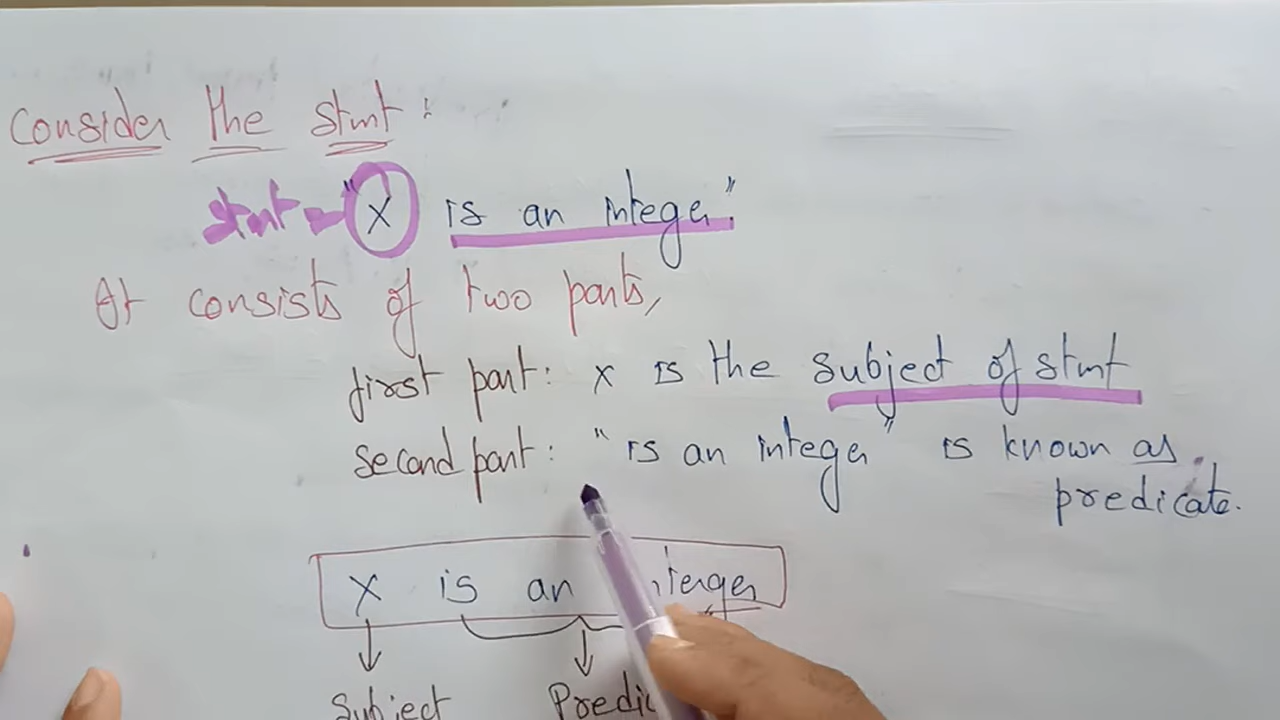 Consider the stmt:
stmt - "x is an integer".
It consists of two parts,
first part: x is the subject of stmt
second part: "is an integer" is known as
predicate.
x is an
Subject